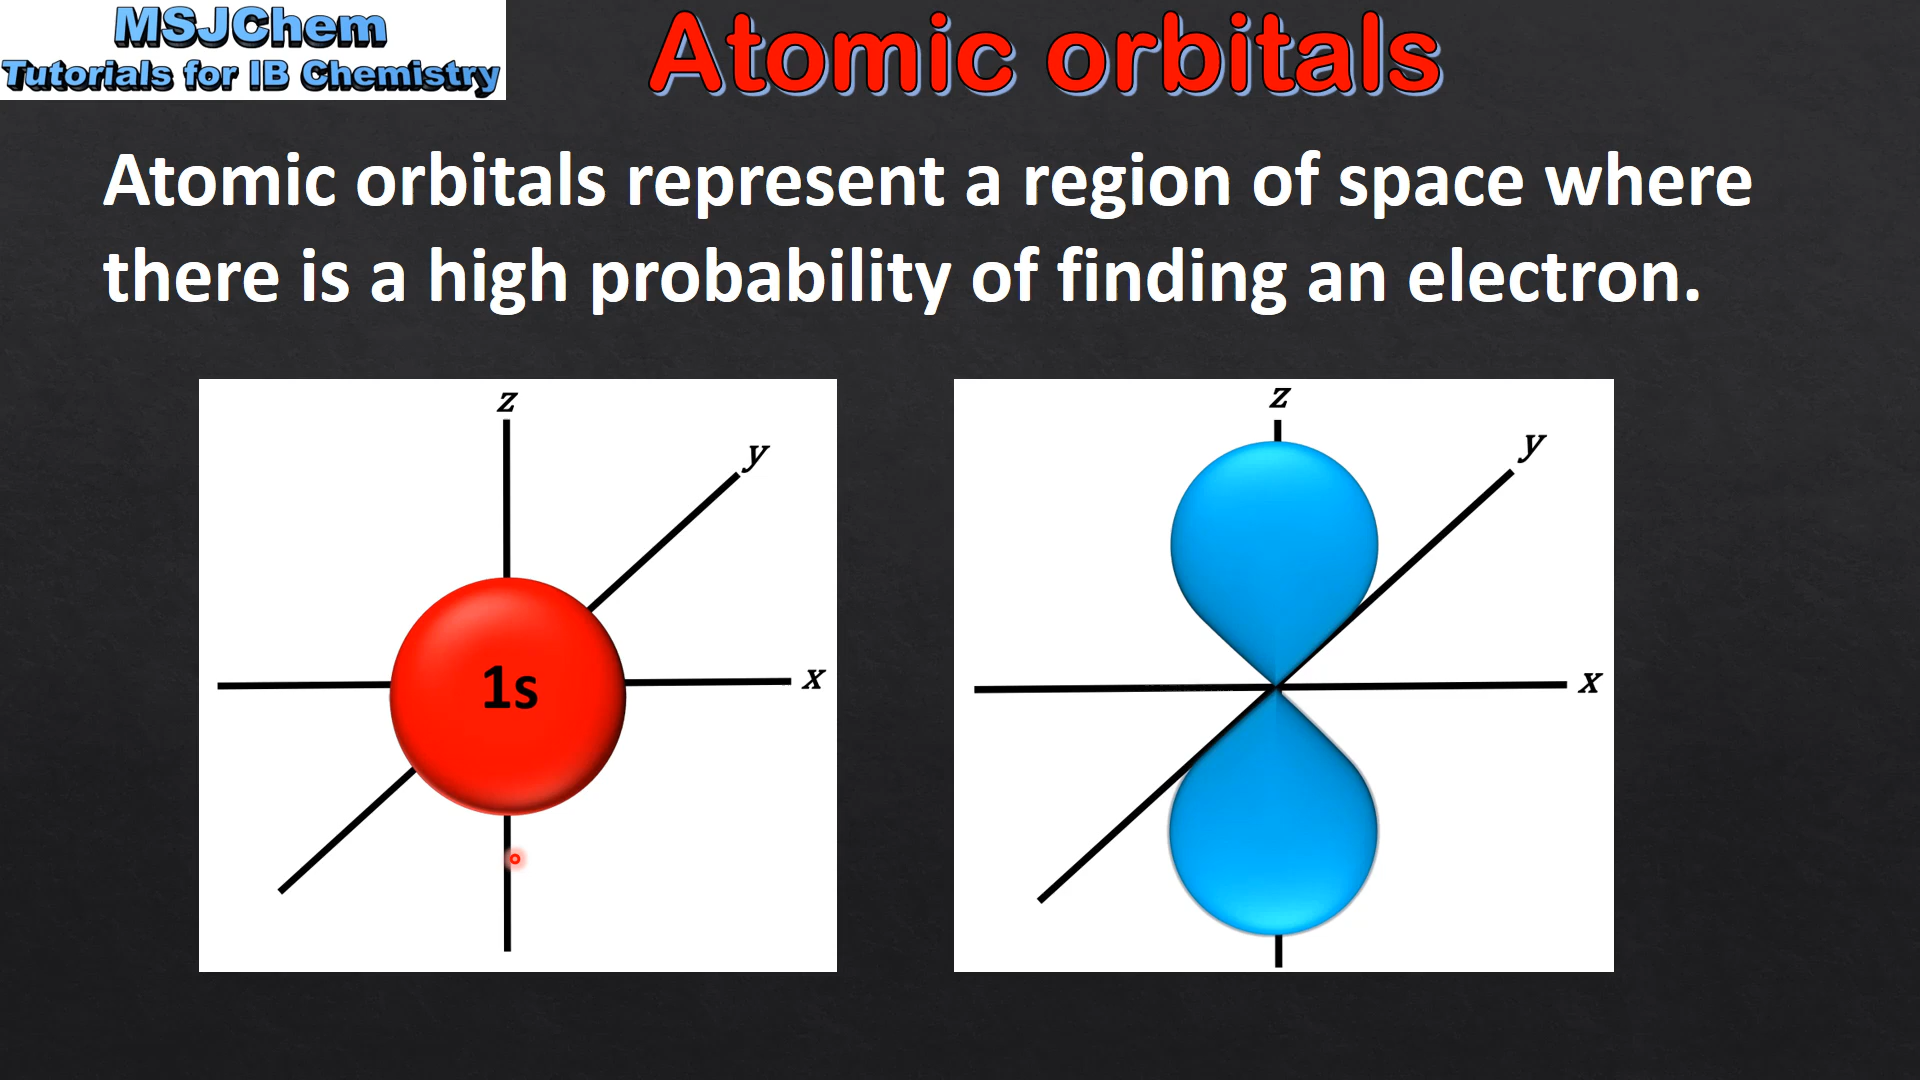 MSJChem
Tutorials for IB Chemistry
Atomic orbitals
Atomic orbitals represent a region of space where
there is a high probability of finding an electron.
z
y
x
1s
z
y
x